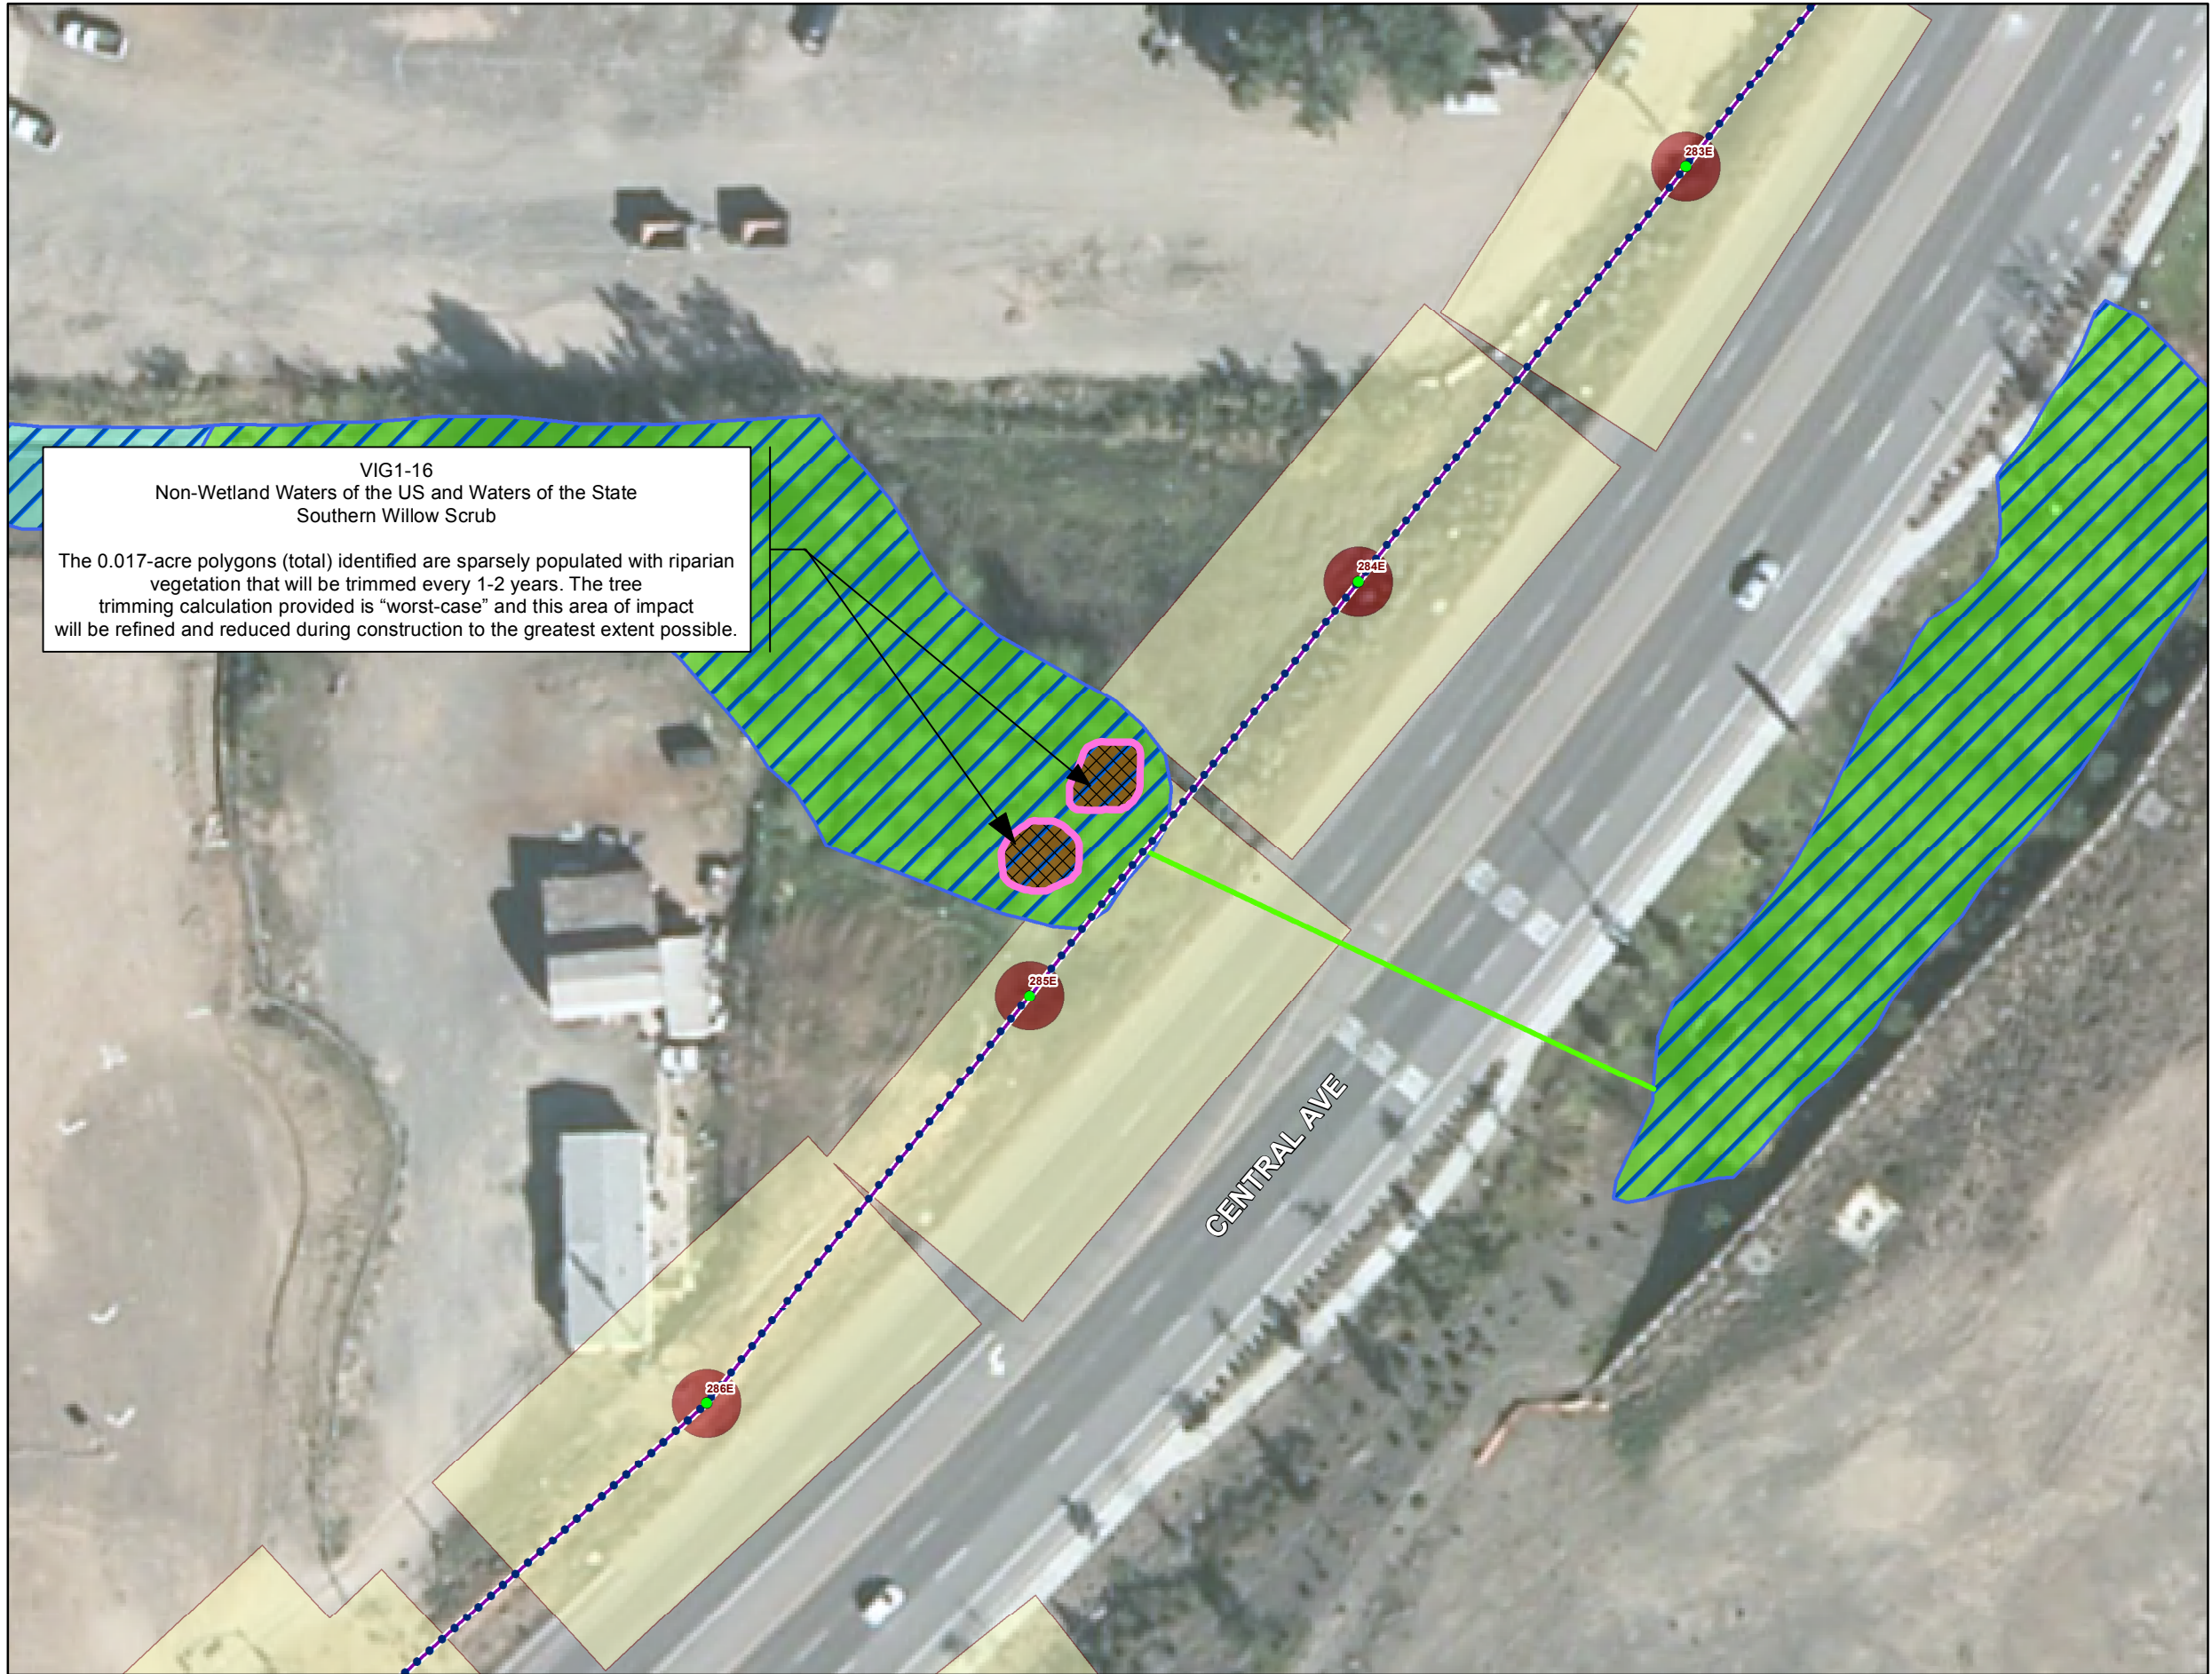 283E
VIG1-16
Non-Wetland Waters of the US and Waters of the State
Southern Willow Scrub
The 0.017-acre polygons (total) identified are sparsely populated with riparian
vegetation that will be trimmed every 1-2 years. The tree
trimming calculation provided is “worst-case” and this area of impact
will be refined and reduced during construction to the greatest extent possible.
284E
285E
CENTRAL AVE
286E